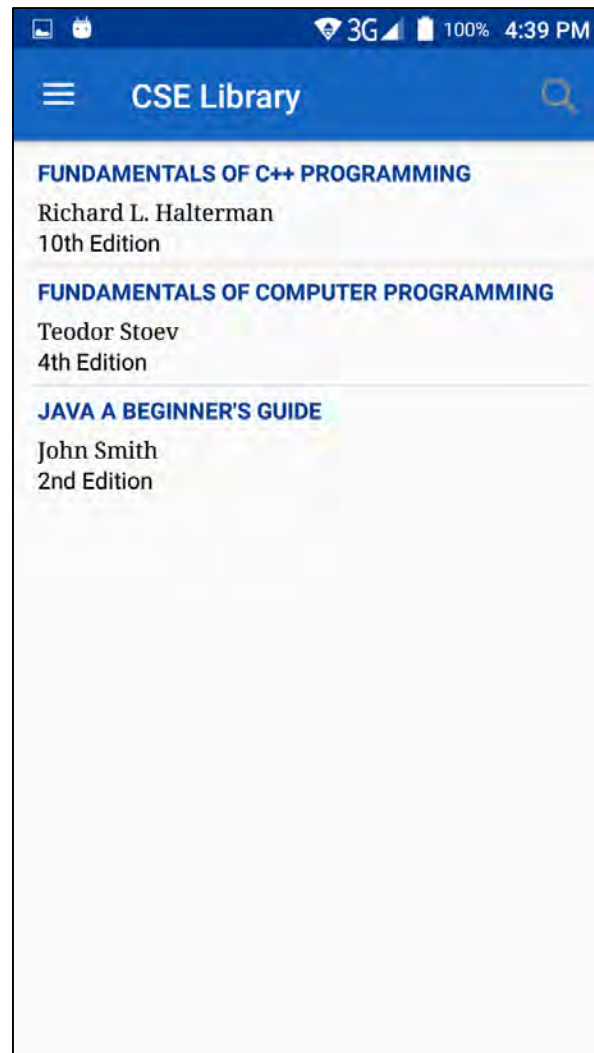 3G 100% 4:39 PM
CSE Library
FUNDAMENTALS OF C++ PROGRAMMING
Richard L. Halterman
10th Edition
FUNDAMENTALS OF COMPUTER PROGRAMMING
Teodor Stoev
4th Edition
JAVA A BEGINNER'S GUIDE
John Smith
2nd Edition